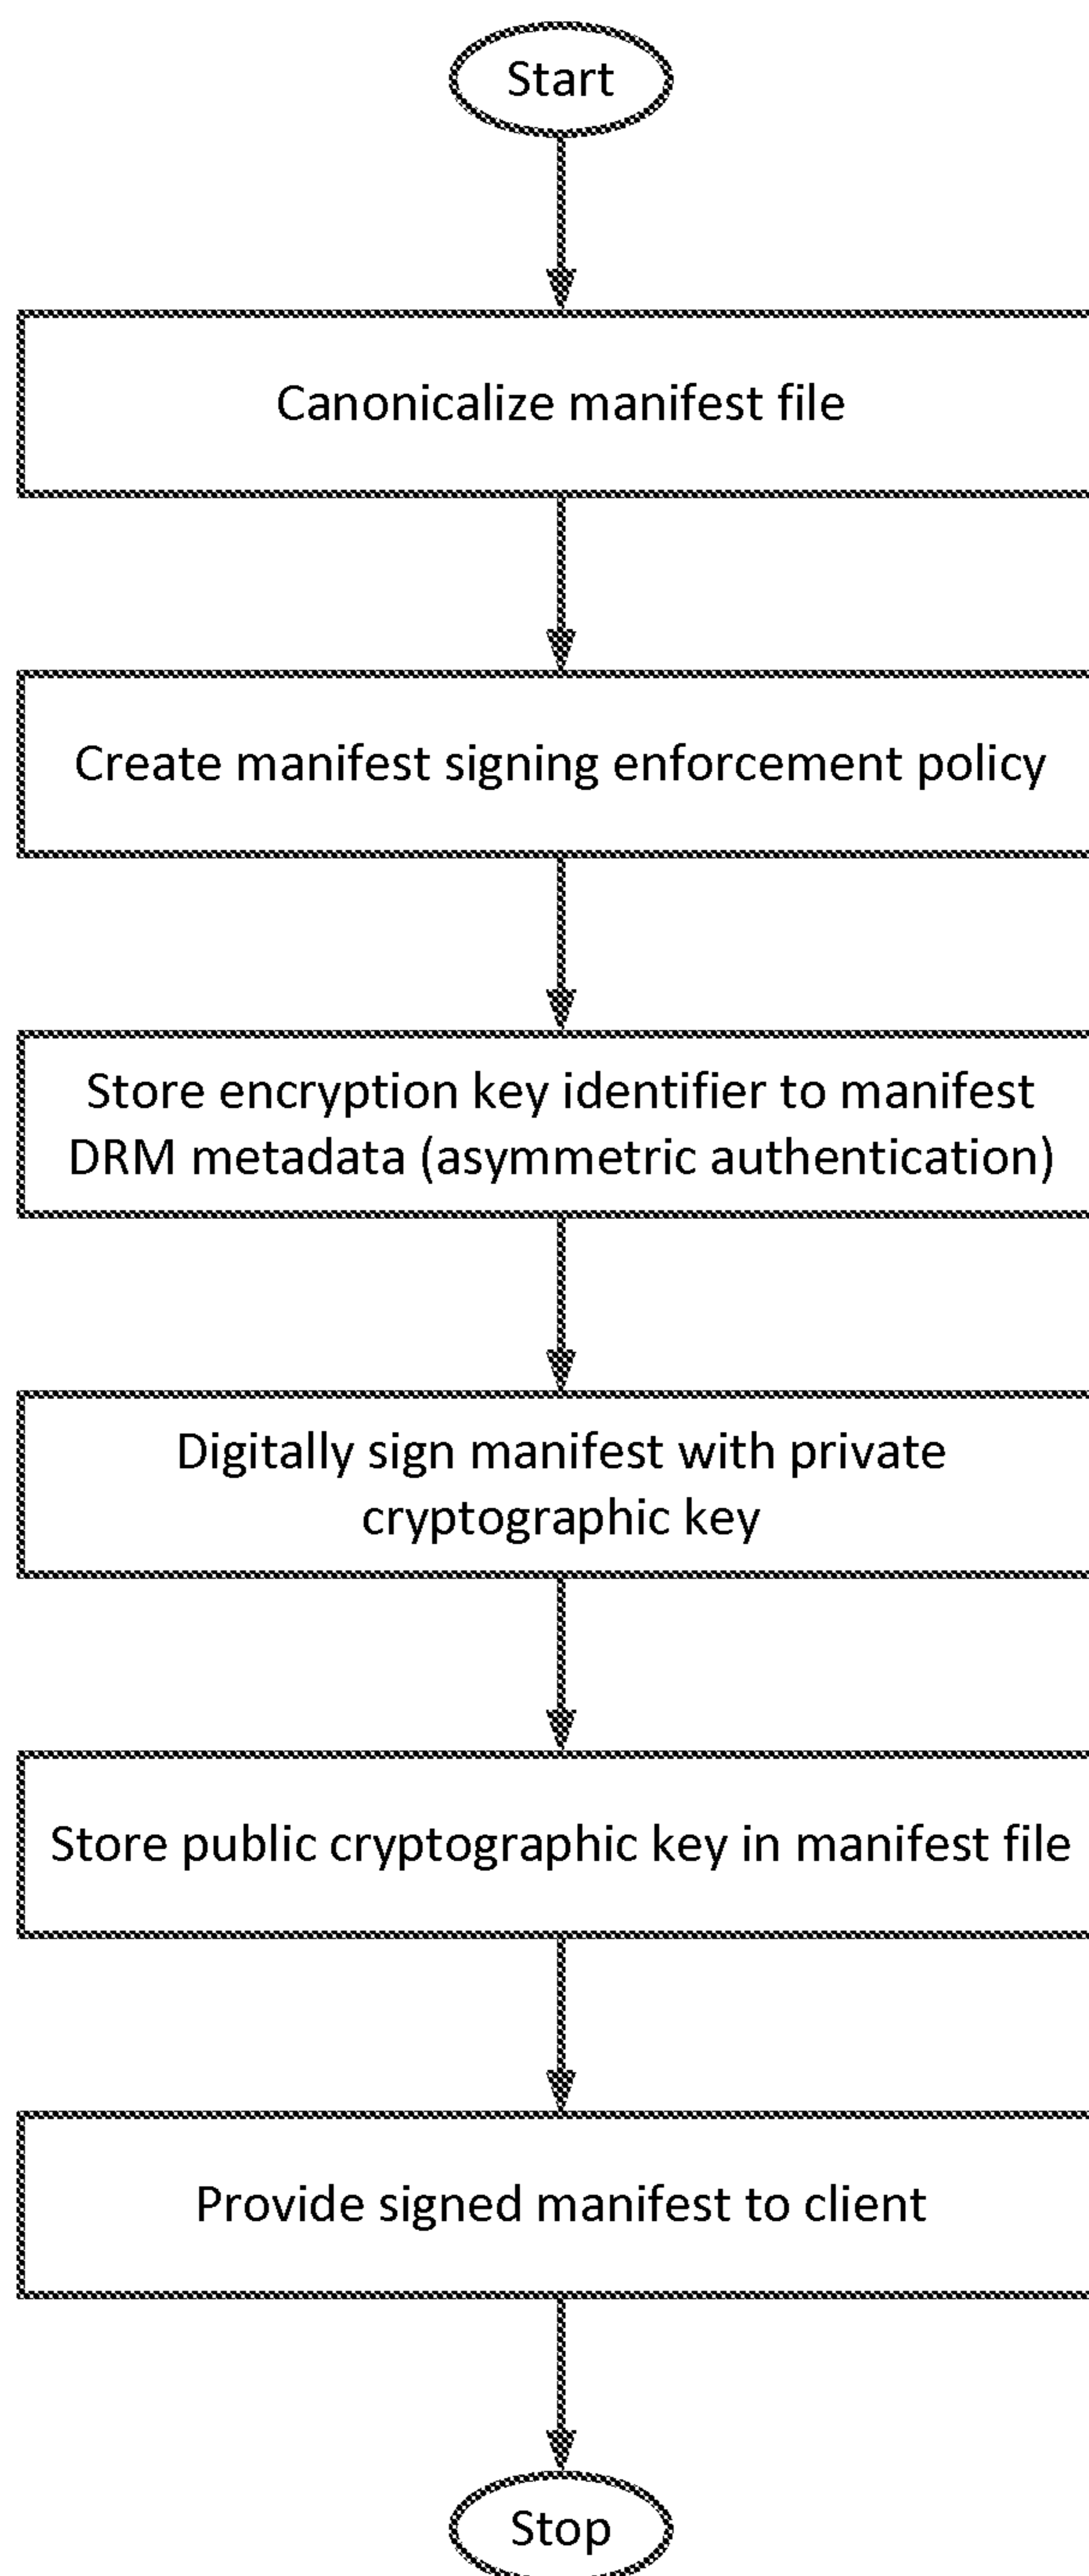 Start
Canonicalize manifest file
Create manifest signing enforcement policy
Store encryption key identifier to manifest
DRM metadata (asymmetric authentication)
Digitally sign manifest with private
cryptographic key
Store public cryptographic key in manifest file
Provide signed manifest to client
Stop